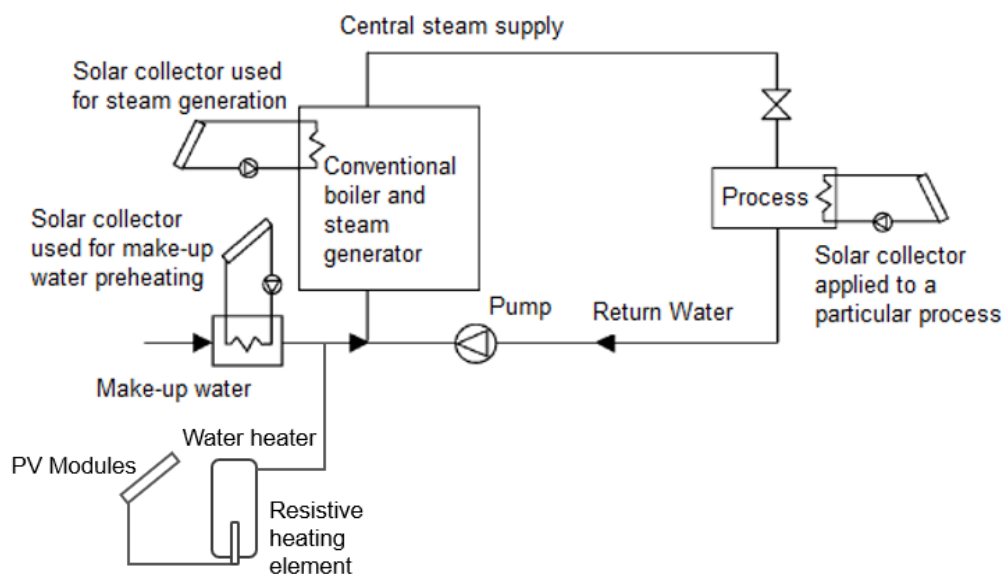 Central steam supply
Solar collector used
for steam generation
Conventional
boiler and
steam
generator
Process
Solar collector
used for make-up
water preheating
Solar collector
applied to a
particular process
Pump
Return Water
Make-up water
Water heater
PV Modules
Resistive
heating
element